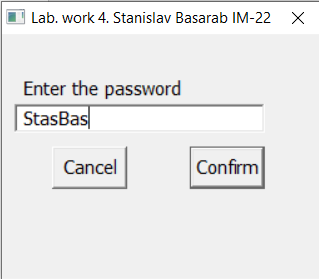 Lab. work 4. Stanislav Basarab IM-22
Enter the password
StasBas
Cancel Confirm